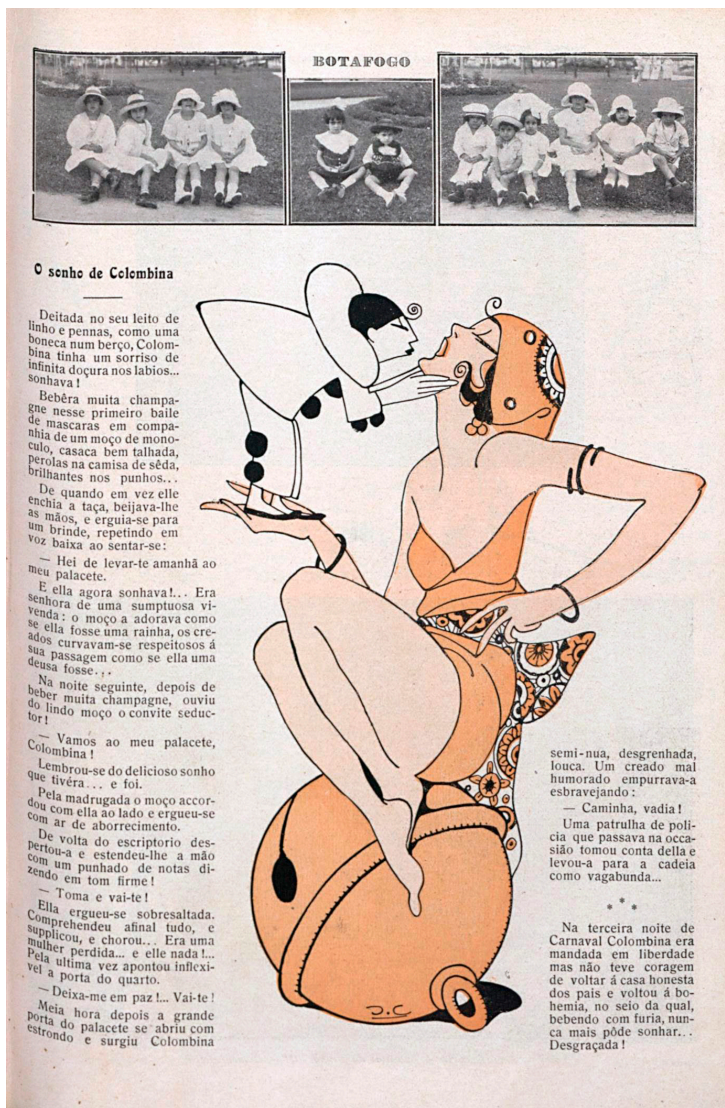 BOTAFOGO
O sonho de Colombina
Deitada no seu leito de
linho e pennas, como uma
boneca num berço, Colom-
bina tinha um sorriso de
infinita doçura nos labios...
sonhava!
Bebêra muita champa-
gne nesse primeiro baile
de mascaras em compa-
nhia de um moço de mono-
culo, casaca bem talhada,
perolas na camisa de sêda,
brilhantes nos punhos...
De quando em vez elle
enchia a taça, beijava-lhe
as mãos, e erguia-se para
um brinde, repetindo em
voz baixa ao sentar-se:
— Hei de levar-te amanhã ao
meu palacete.
E ella agora sonhava!... Era
senhora de uma sumptuosa vi-
venda: o moço a adorava como
se ella fosse uma rainha, os cre-
ados curvavam-se respeitosos á
sua passagem como se ella uma
deusa fosse...
Na noite seguinte, depois de
beber muita champagne, ouviu
do lindo moço o convite seduc-
tor!
— Vamos ao meu palacete,
Colombina!
Lembrou-se do delicioso sonho
que tivéra... e foi.
Pela madrugada o moço accor-
dou com ella ao lado e ergueu-se
com ar de aborrecimento.
De volta do escriptorio des-
pertou-a e estendeu-lhe a mão
com um punhado de notas di-
zendo em tom firme!
— Toma e vai-te!
Ella ergueu-se sobresaltada.
Comprehendeu afinal tudo, e
supplicou, e chorou... Era uma
mulher perdida... e elle nada!...
Pela ultima vez apontou inflexi-
vel a porta do quarto.
— Deixa-me em paz!... Vai-te!
Meia hora depois a grande
porta do palacete se abriu com
estrondo e surgiu Colombina
semi-nua, desgrenhada,
louca. Um creado mal
humorado empurrava-a
esbravejando:
— Caminha, vadia!
Uma patrulha de poli-
cia que passava na occa-
sião tomou conta della e
levou-a para a cadeia
como vagabunda...
* * *
Na terceira noite de
Carnaval Colombina era
mandada em liberdade
mas não teve coragem
de voltar á casa honesta
dos pais e voltou á bo-
hemia, no seio da qual,
bebendo com furia, nun-
ca mais pôde sonhar...
Desgraçada!
J.C